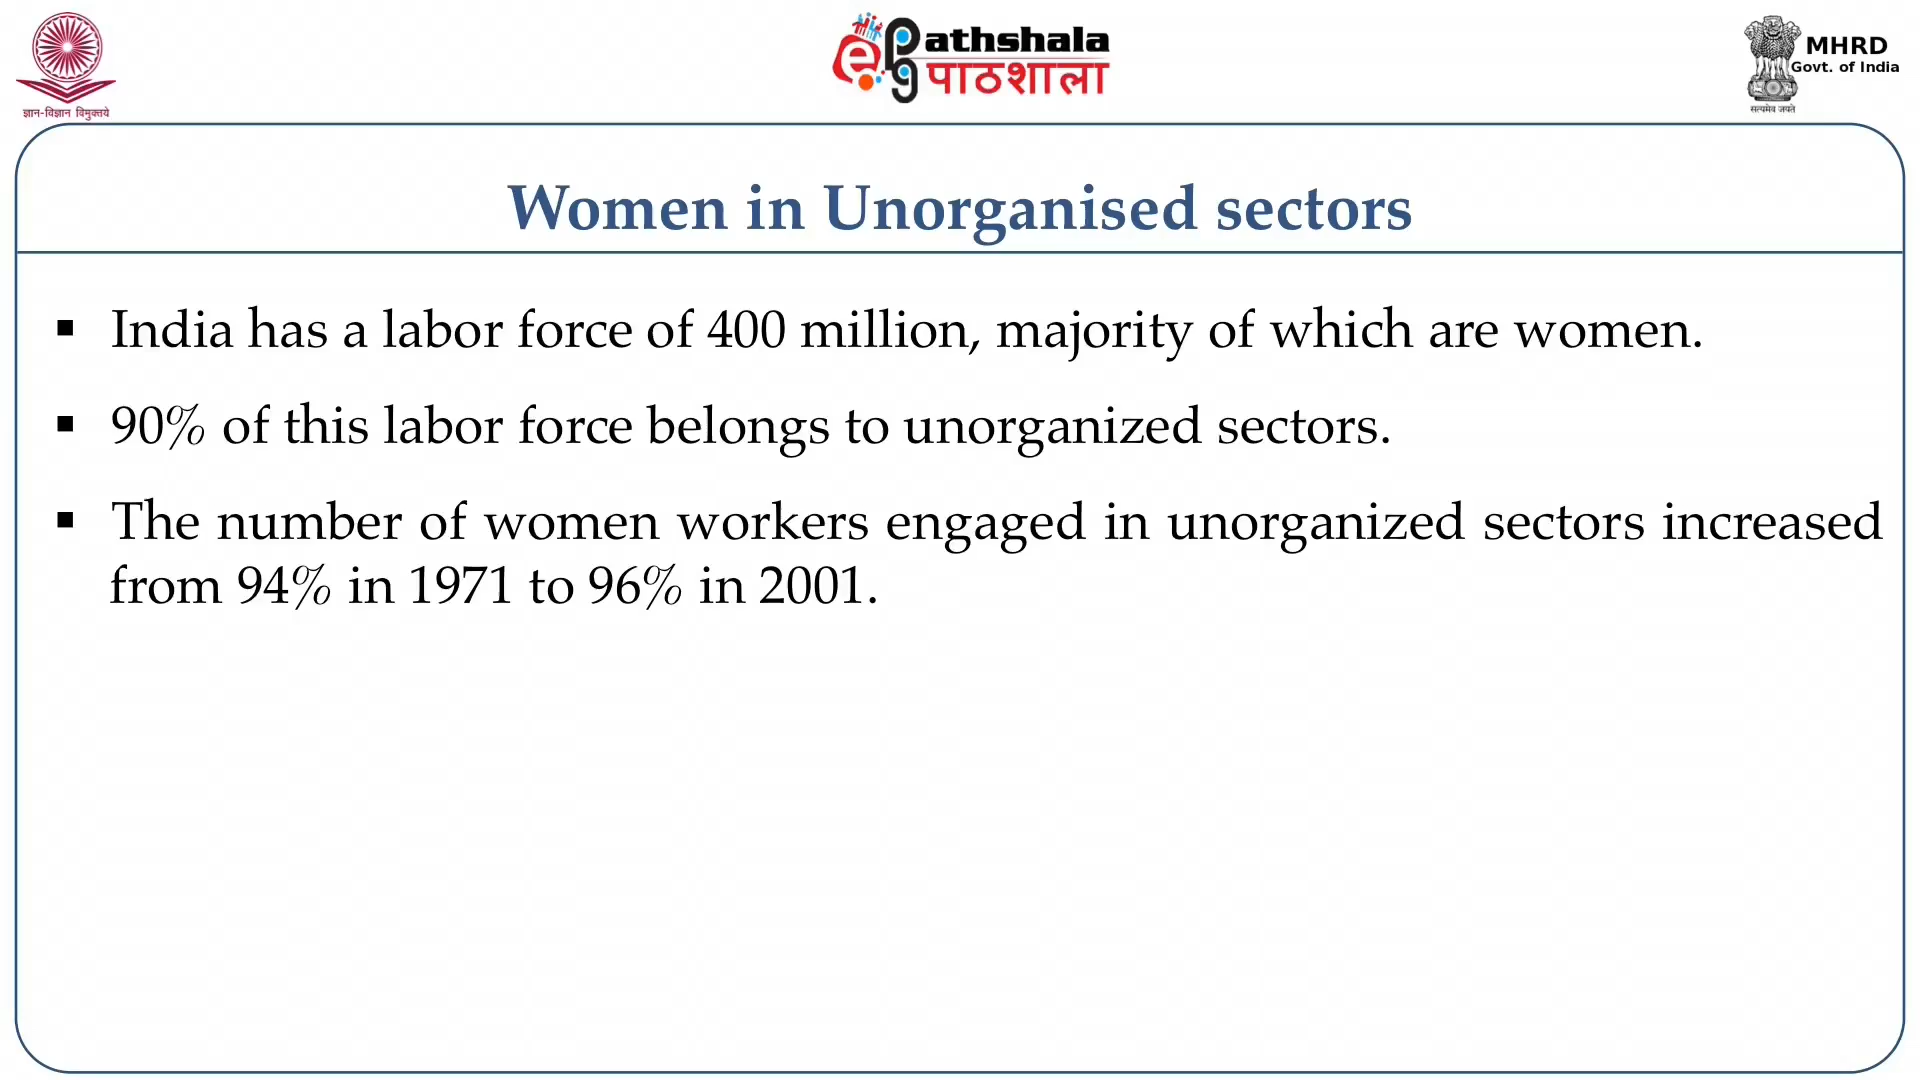 ज्ञान-विज्ञान विमुक्तये
e PG athshala
पाठशाला
MHRD
Govt. of India
सत्यमेव जयते
Women in Unorganised sectors
▪ India has a labor force of 400 million, majority of which are women.
▪ 90% of this labor force belongs to unorganized sectors.
▪ The number of women workers engaged in unorganized sectors increased
from 94% in 1971 to 96% in 2001.